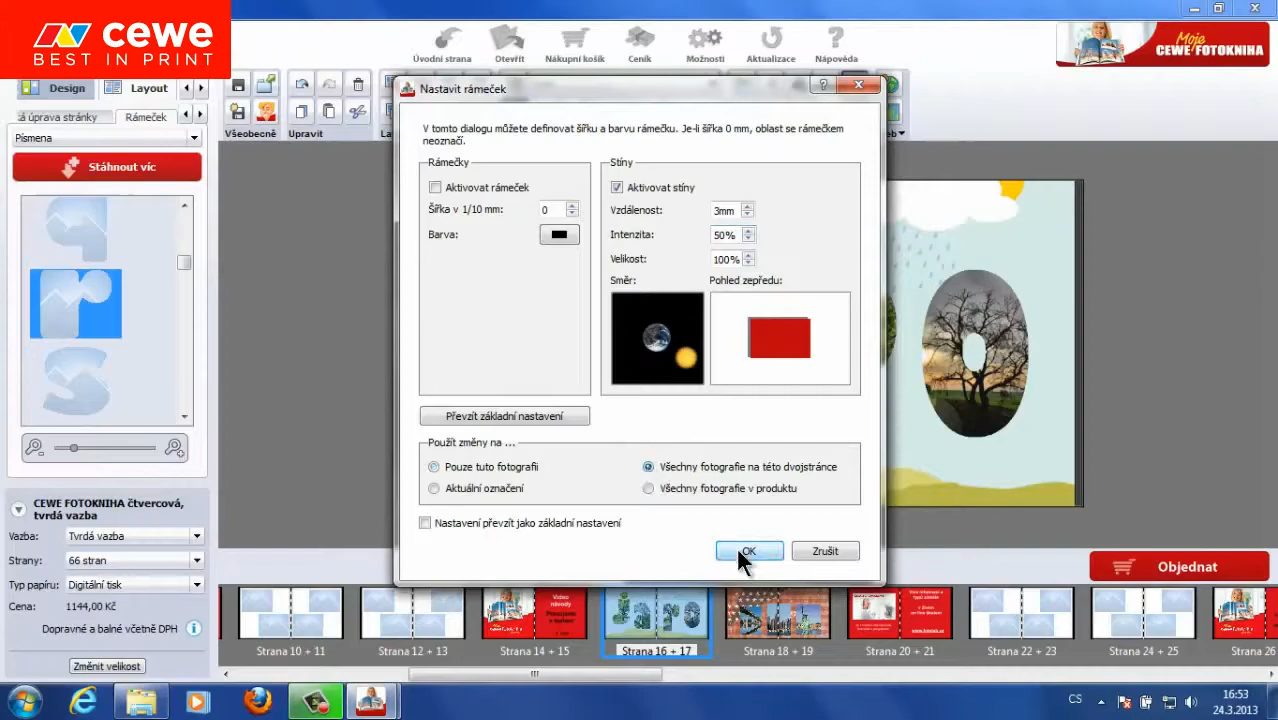 cewe
BEST IN PRINT
Úvodní strana
Otevřít
Nákupní košík
Ceník
Možnosti
Aktualizace
Nápověda
Moje
CEWE FOTOKNIHA
Design
Layout
úprava stránky
Rámeček
Všeobecně
Upravit
Písmena
Stáhnout víc
Nastavit rámeček
V tomto dialogu můžete definovat šířku a barvu rámečku. Je-li šířka 0 mm, oblast se rámečkem
neoznačí.
Rámečky
Aktivovat rámeček
Šířka v 1/10 mm:
0
Barva:
Stíny
Aktivovat stíny
Vzdálenost:
3mm
Intenzita:
50%
Velikost:
100%
Směr:
Pohled zepředu:
Převzít základní nastavení
Použít změny na ...
Pouze tuto fotografii
Všechny fotografie na této dvojstránce
Aktuální označení
Všechny fotografie v produktu
Nastavení převzít jako základní nastavení
OK
Zrušit
CEWE FOTOKNIHA čtvercová,
tvrdá vazba
Vazba:
Tvrdá vazba
Strany:
66 stran
Typ papíru:
Digitální tisk
Cena:
1144,00 Kč
Dopravné a balné včetně DPH
Změnit velikost
Objednat
Strana 10 + 11
Strana 12 + 13
Strana 14 + 15
Strana 16 + 17
Strana 18 + 19
Strana 20 + 21
Strana 22 + 23
Strana 24 + 25
Strana 26
CS
16:53
24.3.2013